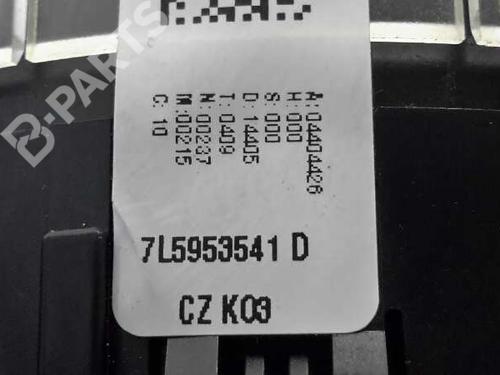 B-PARTS
A: 04404426
H: 000
S: 000
D: 14405
T: 0409
N: 00237
M: 00215
G: 10
7L5953541 D
CZ K03